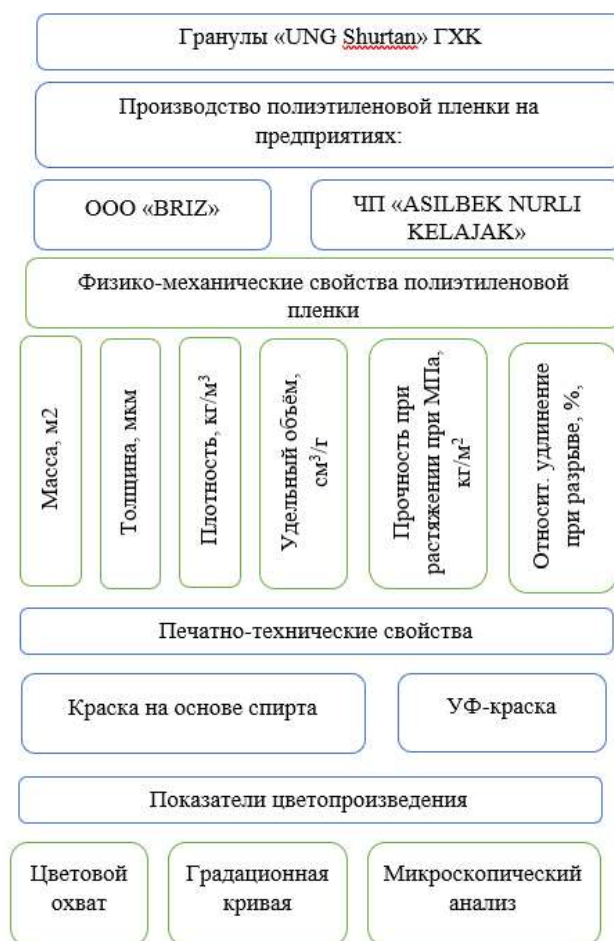 Гранулы «UNG Shurtan» ГХК
Производство полиэтиленовой пленки на
предприятиях:
ООО «BRIZ»
ЧП «ASILBEK NURLI
KELAJAK»
Физико-механические свойства полиэтиленовой
пленки
Масса, м2
Толщина, мкм
Плотность, кг/м³
Удельный объём,
см³/г
Прочность при
растяжении при МПа,
кг/м²
Относит. удлинение
при разрыве, %,
Печатно-технические свойства
Краска на основе спирта
УФ-краска
Показатели цветопроизведения
Цветовой
охват
Градационная
кривая
Микроскопический
анализ